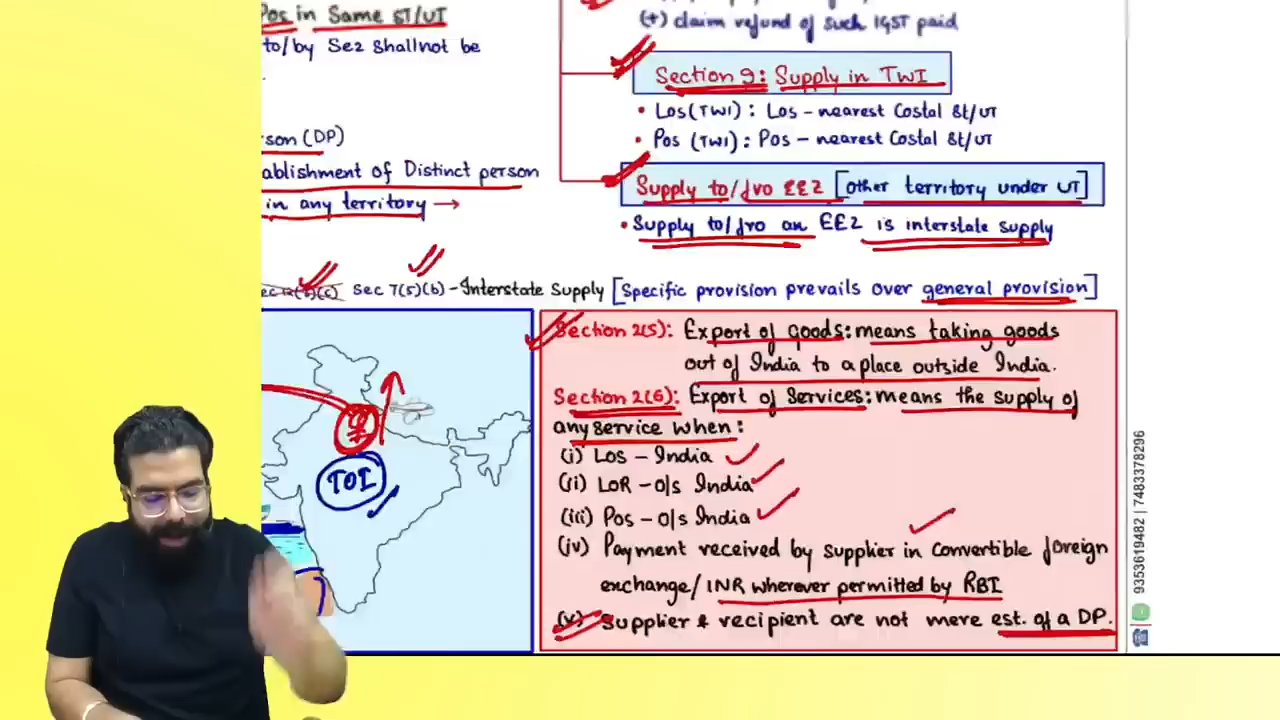 Pos in Same ST/UT
to/by SEZ shall not be
son (DP)
ablishment of Distinct person
in any territory →
(+) claim refund of such IGST paid
Section 9: Supply in TWI
• LOS (TWI) : LOS - nearest Costal St/UT
• POS (TWI) : POS - nearest Costal St/UT
Supply to/fro EEZ [other territory under UT]
• Supply to/fro an EEZ is interstate supply
Sec 7(5)(b) - Interstate Supply [Specific provision prevails over general provision]
TOI
Section 2(5): Export of Goods: means taking goods
out of India to a place outside India.
Section 2(6): Export of Services: means the supply of
any service when:
(i) LOS - India
(ii) LOR - O/s India
(iii) POS - O/s India
(iv) Payment received by supplier in convertible foreign
exchange/ INR wherever permitted by RBI
(v) Supplier & recipient are not mere est. of a DP.
9353619482 | 7483378296